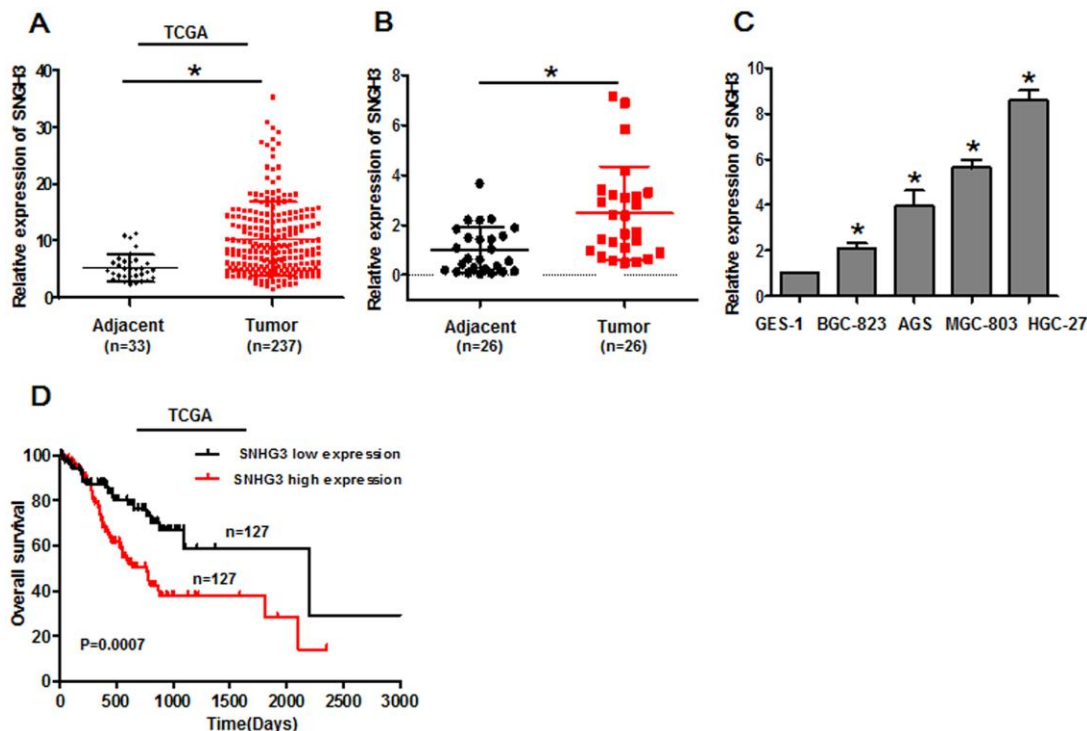 A
TCGA
*
Relative expression of SNGH3
40
30
20
10
0
Adjacent
(n=33)
Tumor
(n=237)
B
*
Relative expression of SNGH3
8
6
4
2
0
Adjacent
(n=26)
Tumor
(n=26)
C
Relative expression of SNGH3
10
8
6
4
2
0
*
*
*
*
GES-1 BGC-823 AGS MGC-803 HGC-27
D
TCGA
SNHG3 low expression
SNHG3 high expression
Overall survival
100
80
60
40
20
0
n=127
n=127
P=0.0007
0 500 1000 1500 2000 2500 3000
Time(Days)